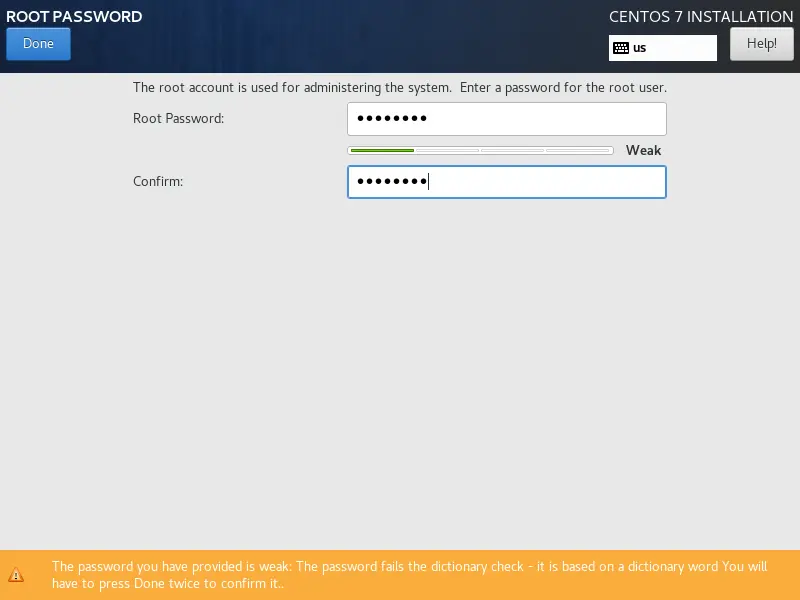 ROOT PASSWORD
CENTOS 7 INSTALLATION
Done
us
Help!
The root account is used for administering the system.  Enter a password for the root user.
Root Password:
●●●●●●●●
Weak
Confirm:
●●●●●●●●
The password you have provided is weak: The password fails the dictionary check - it is based on a dictionary word You will
have to press Done twice to confirm it..